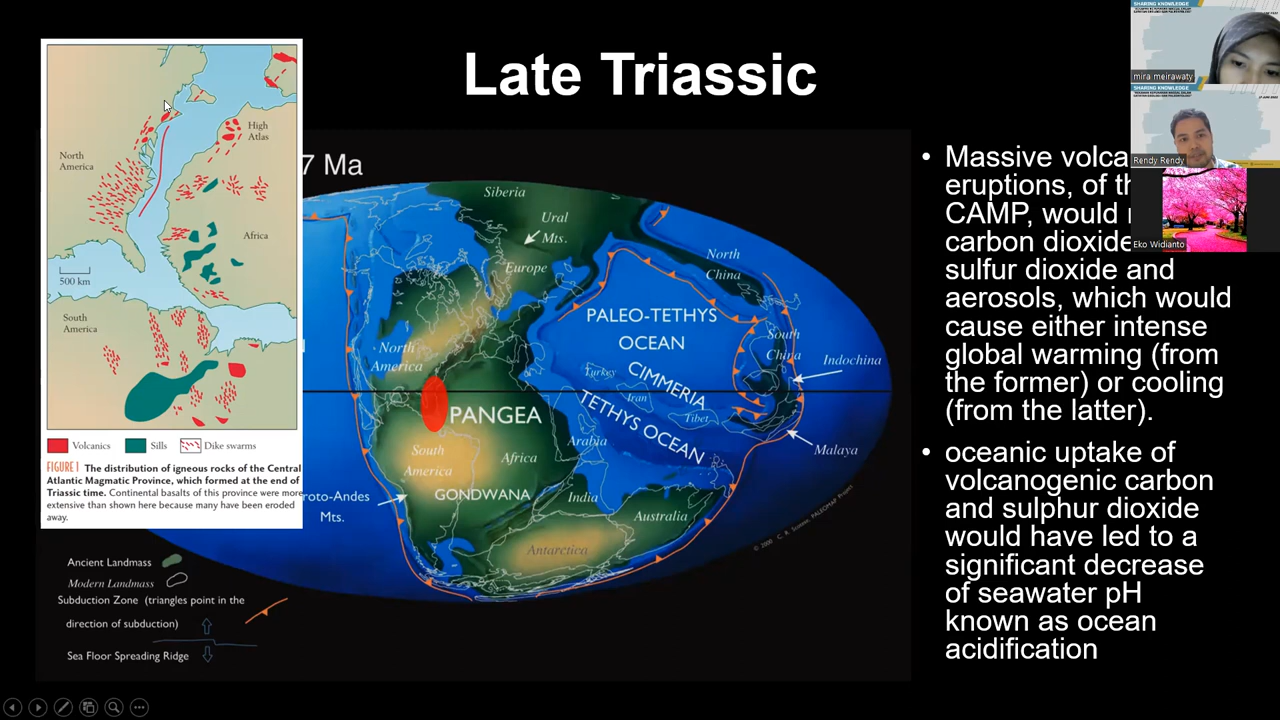 Late Triassic
North
America
High
Atlas
Africa
500 km
South
America
Volcanics
Sills
Dike swarms
FIGURE 1 The distribution of igneous rocks of the Central
Atlantic Magmatic Province, which formed at the end of
Triassic time. Continental basalts of this province were more
extensive than shown here because many have been eroded
away.
7 Ma
Siberia
Ural
Mts.
Europe
North
China
PALEO-TETHYS
OCEAN
South
China
Indochina
North
America
Turkey
CIMMERIA
Iran
Tibet
TETHYS OCEAN
PANGEA
Arabia
Malaya
South
America
Africa
GONDWANA
India
roto-Andes
Mts.
Australia
Antarctica
Ancient Landmass
Modern Landmass
Subduction Zone (triangles point in the
direction of subduction)
Sea Floor Spreading Ridge
• Massive volca
eruptions, of th
CAMP, would
carbon dioxide
sulfur dioxide and
aerosols, which would
cause either intense
global warming (from
the former) or cooling
(from the latter).
• oceanic uptake of
volcanogenic carbon
and sulphur dioxide
would have led to a
significant decrease
of seawater pH
known as ocean
acidification
SHARING KNOWLEDGE
mira meirawaty
SHARING KNOWLEDGE
Rendy Rendy
Eko Widianto